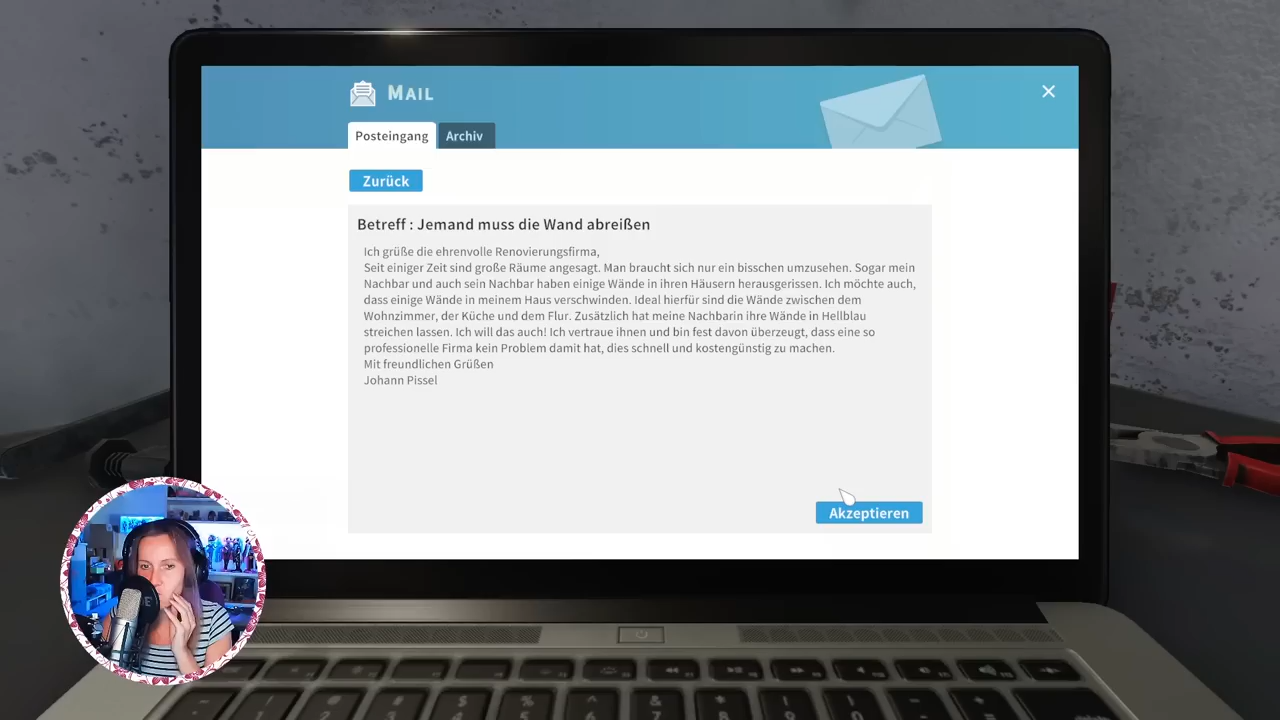 MAIL
Posteingang
Archiv
Zurück
Betreff : Jemand muss die Wand abreißen
Ich grüße die ehrenvolle Renovierungsfirma,
Seit einiger Zeit sind große Räume angesagt. Man braucht sich nur ein bisschen umzusehen. Sogar mein
Nachbar und auch sein Nachbar haben einige Wände in ihren Häusern herausgerissen. Ich möchte auch,
dass einige Wände in meinem Haus verschwinden. Ideal hierfür sind die Wände zwischen dem
Wohnzimmer, der Küche und dem Flur. Zusätzlich hat meine Nachbarin ihre Wände in Hellblau
streichen lassen. Ich will das auch! Ich vertraue ihnen und bin fest davon überzeugt, dass eine so
professionelle Firma kein Problem damit hat, dies schnell und kostengünstig zu machen.
Mit freundlichen Grüßen
Johann Pissel
Akzeptieren